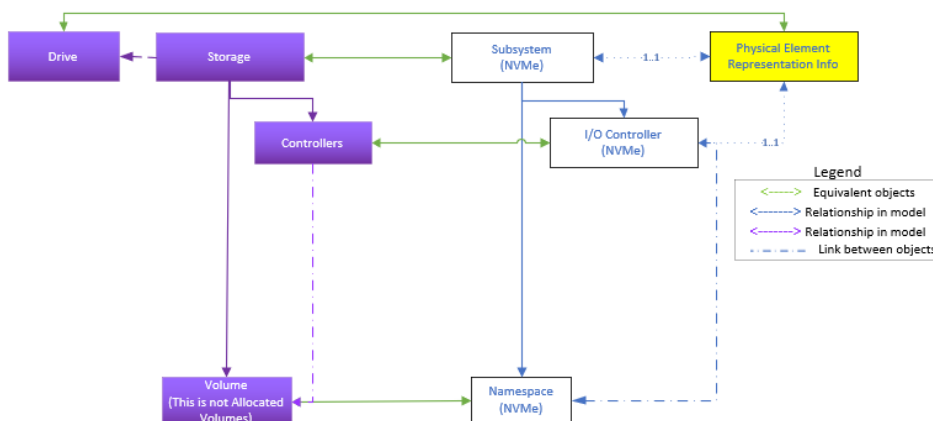 Drive
Storage
Subsystem
(NVMe)
1..1
Physical Element
Representation Info
Controllers
I/O Controller
(NVMe)
1..1
Legend
Equivalent objects
Relationship in model
Relationship in model
Link between objects
Volume
(This is not Allocated
Volumes)
Namespace
(NVMe)